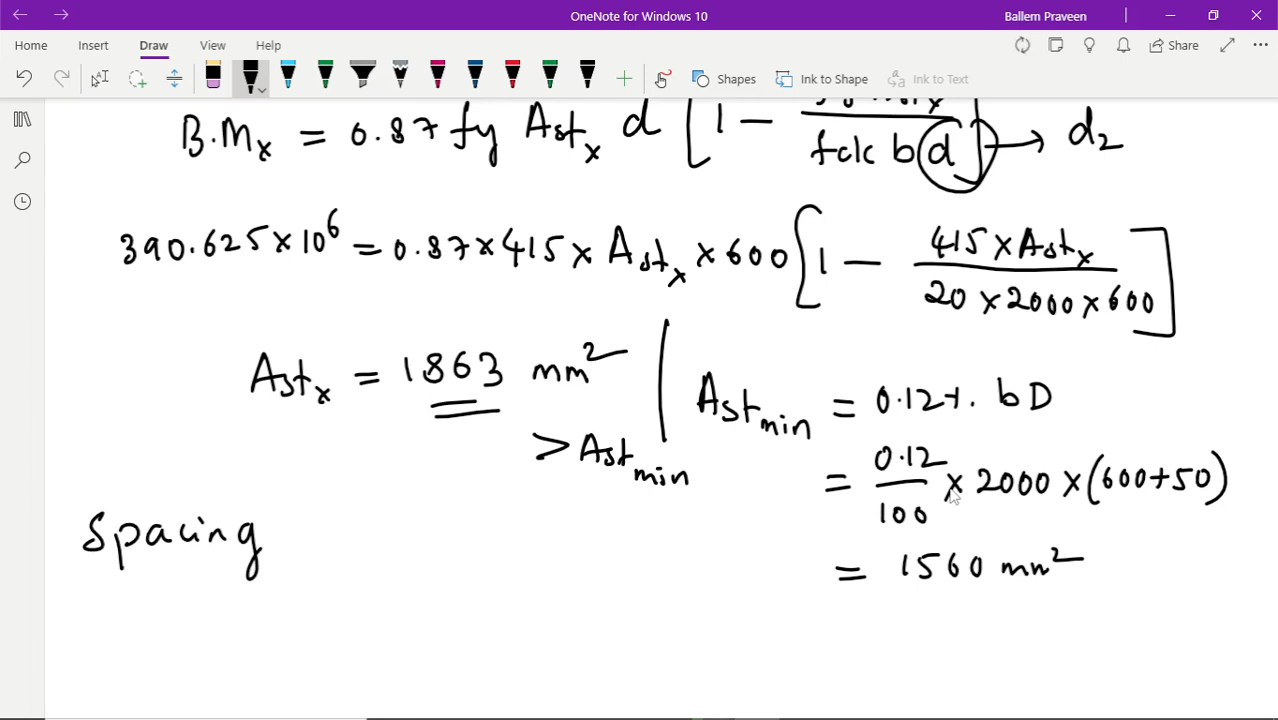 OneNote for Windows 10
Ballem Praveen
Home Insert Draw View Help
Share
Shapes Ink to Shape Ink to Text
B.Mx = 0.87 fy Astx d [1 - / fck b d] → d2
390.625 × 10^6 = 0.87 × 415 × Astx × 600 [1 - 415 × Astx / 20 × 2000 × 600]
Astx = 1863 mm²
> Ast min
Ast min = 0.12 %. bD
= 0.12/100 × 2000 × (600+50)
= 1560 mm²
Spacing